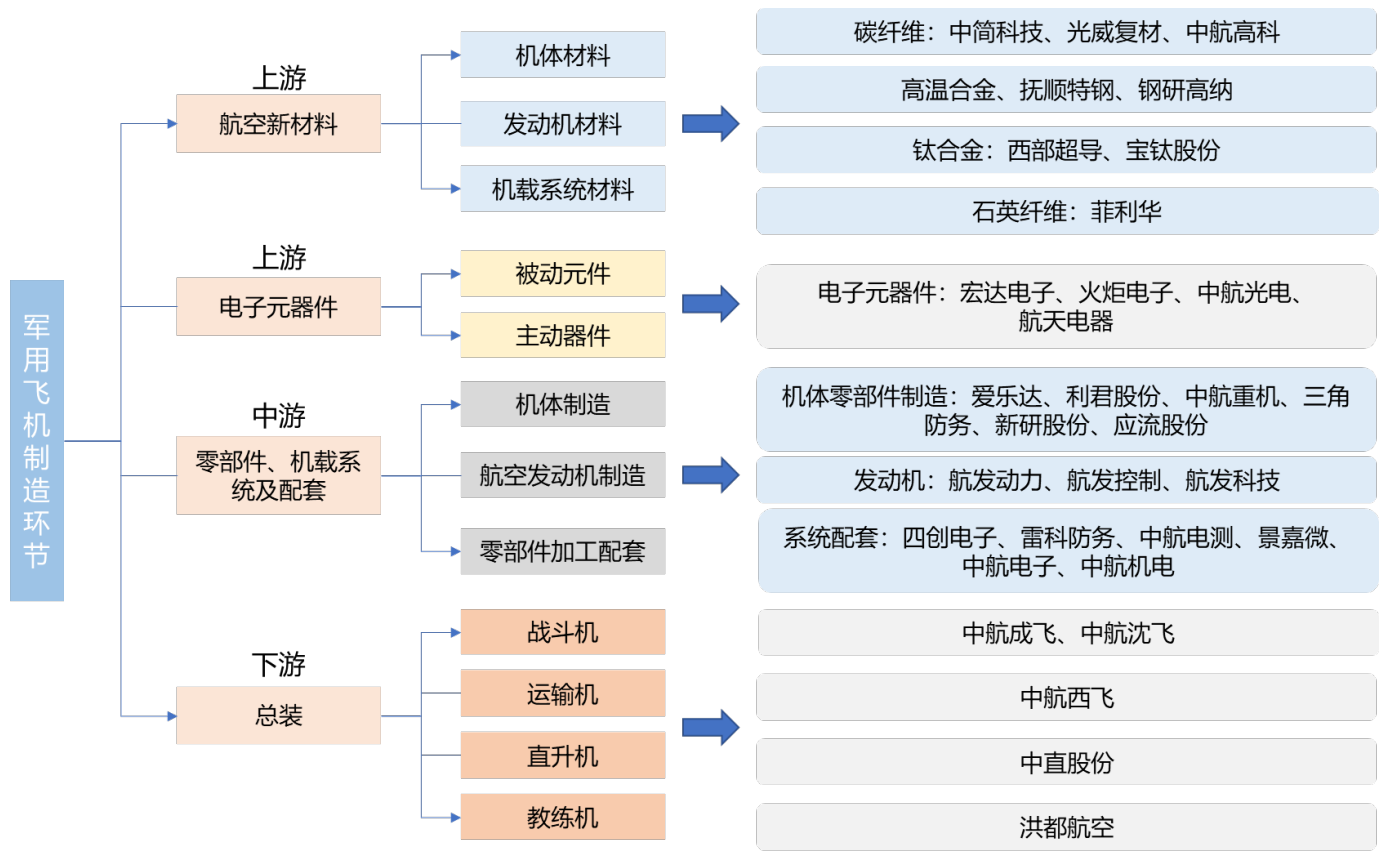 军用飞机制造环节
上游
航空新材料
机体材料
发动机材料
机载系统材料
碳纤维：中简科技、光威复材、中航高科
高温合金、抚顺特钢、钢研高纳
钛合金：西部超导、宝钛股份
石英纤维：菲利华
上游
电子元器件
被动元件
主动器件
电子元器件：宏达电子、火炬电子、中航光电、
航天电器
中游
零部件、机载系
统及配套
机体制造
航空发动机制造
零部件加工配套
机体零部件制造：爱乐达、利君股份、中航重机、三角
防务、新研股份、应流股份
发动机：航发动力、航发控制、航发科技
系统配套：四创电子、雷科防务、中航电测、景嘉微、
中航电子、中航机电
下游
总装
战斗机
运输机
直升机
教练机
中航成飞、中航沈飞
中航西飞
中直股份
洪都航空